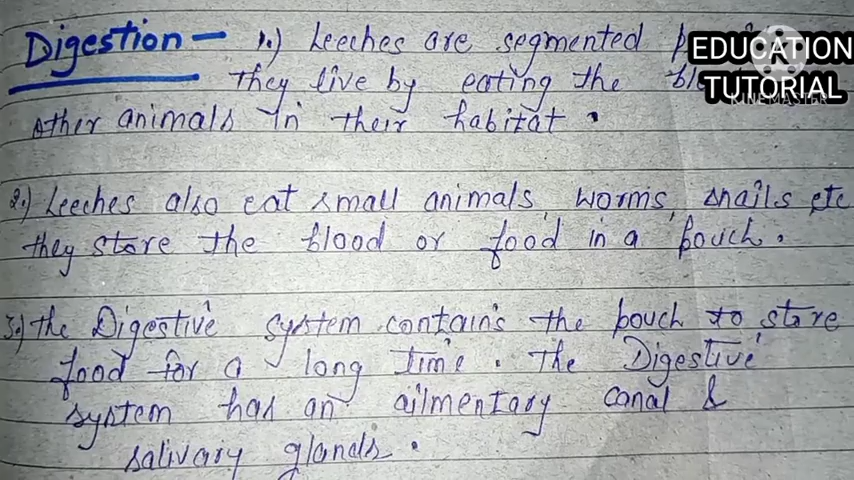 Digestion — 1.) Leeches are segmented
they live by eating the
other animals In their habitat .
2.) Leeches also eat small animals, worms, snails etc
they store the blood or food in a pouch .
3.) the Digestive system contains the pouch to store
food for a long time . The Digestive
system has an ailmentary canal &
salivary glands .
EDUCATION
TUTORIAL
KINEMASTER